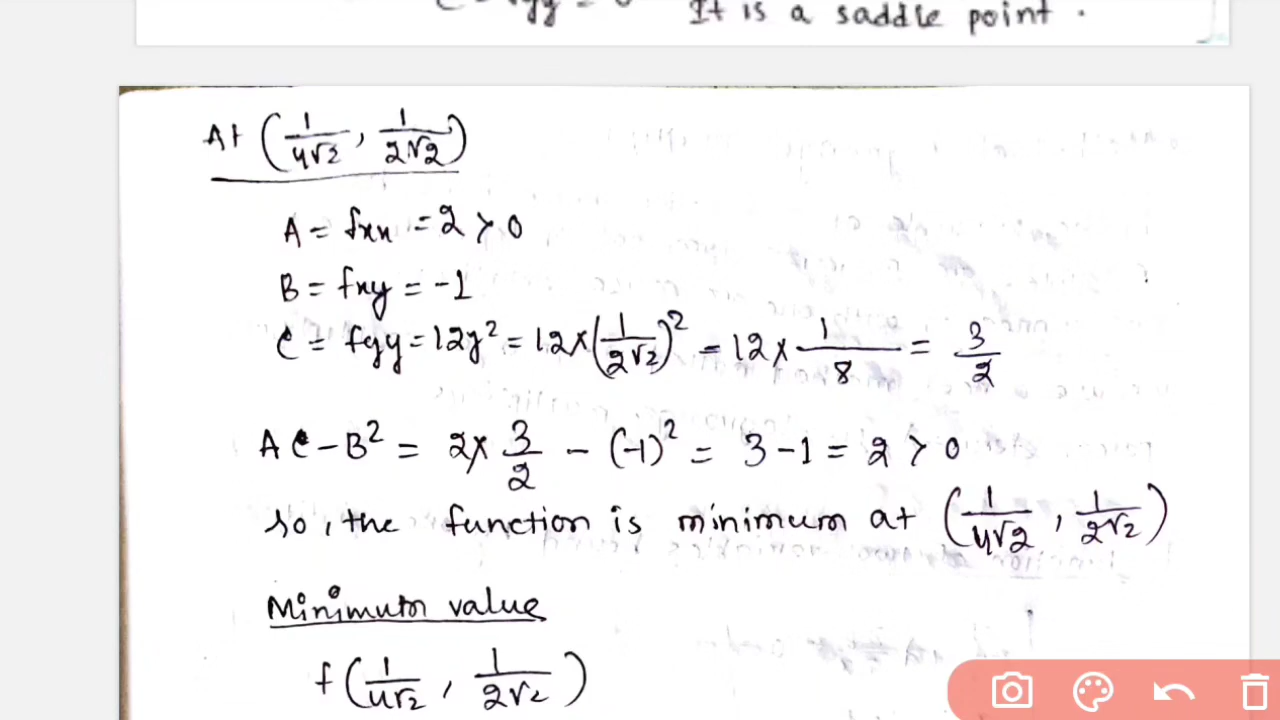 It is a saddle point.
At (1/4√2, 1/2√2)
A = fxx = 2 > 0
B = fxy = -1
C = fyy = 12y² = 12×(1/2√2)² = 12 × 1/8 = 3/2
AC - B² = 2× 3/2 - (-1)² = 3 - 1 = 2 > 0
so, the function is minimum at (1/4√2, 1/2√2)
Minimum value
f(1/4√2, 1/2√2)